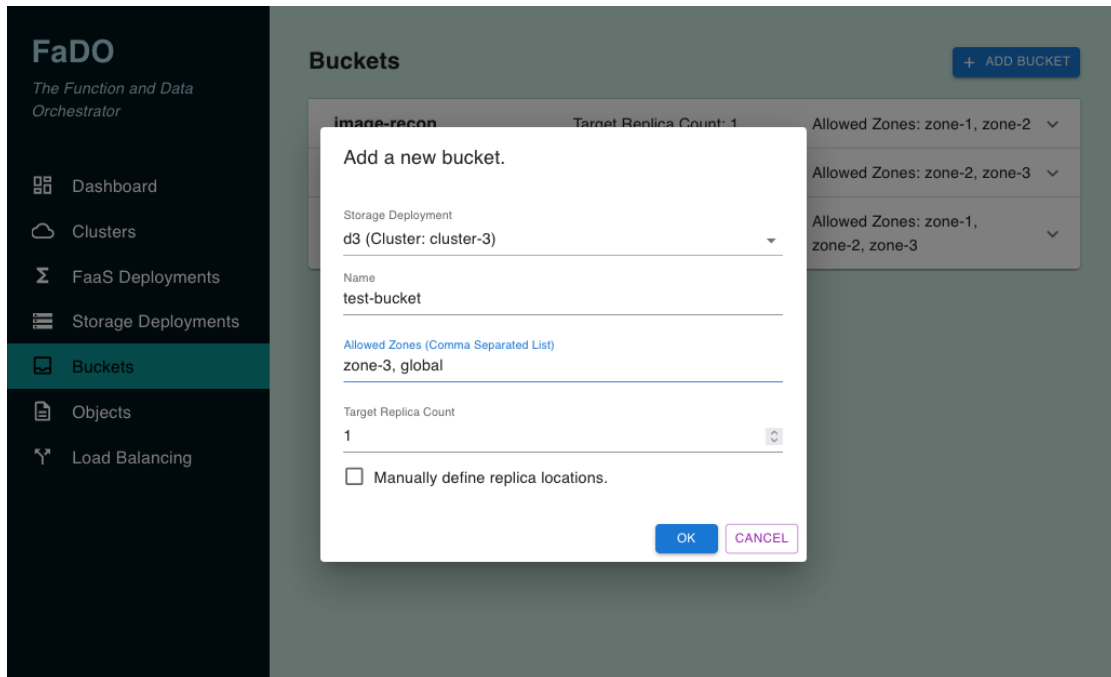 FaDO
The Function and Data
Orchestrator
Dashboard
Clusters
FaaS Deployments
Storage Deployments
Buckets
Objects
Load Balancing
Buckets
+ ADD BUCKET
image-recon
Target Replica Count: 1
Allowed Zones: zone-1, zone-2
Allowed Zones: zone-2, zone-3
Allowed Zones: zone-1,
zone-2, zone-3
Add a new bucket.
Storage Deployment
d3 (Cluster: cluster-3)
Name
test-bucket
Allowed Zones (Comma Separated List)
zone-3, global
Target Replica Count
1
Manually define replica locations.
OK
CANCEL